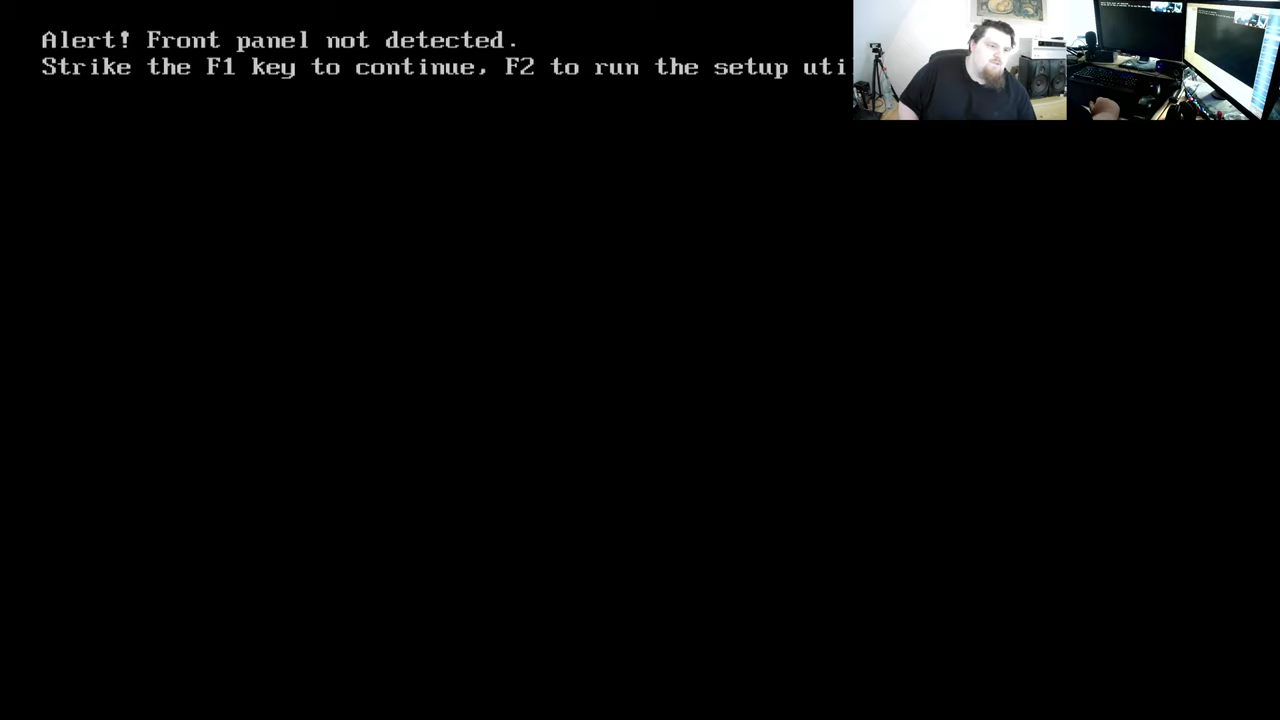 Alert! Front panel not detected.
Strike the F1 key to continue, F2 to run the setup uti